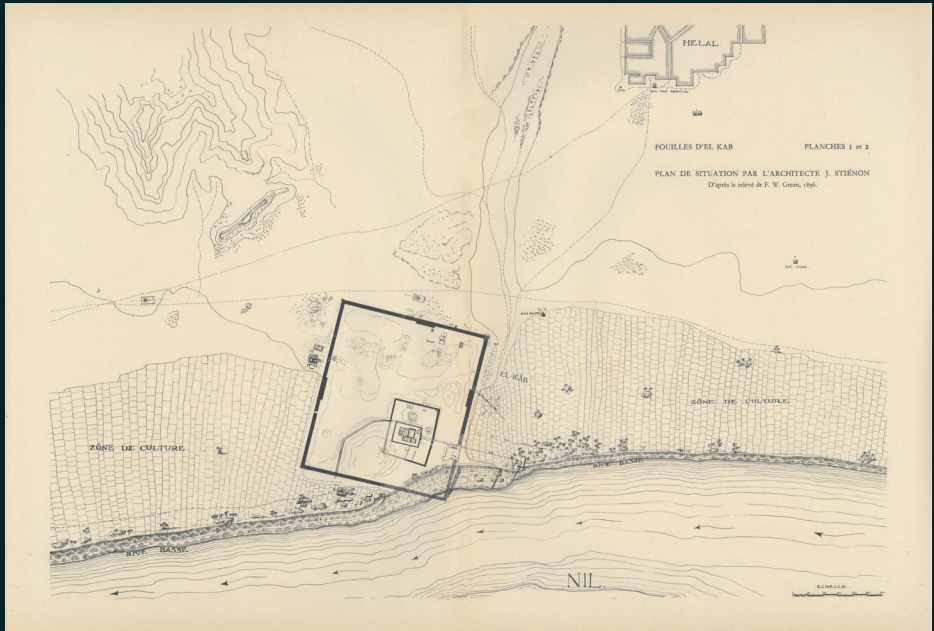 HELAL.
FOUILLES D'EL KAB
PLANCHES 1 et 2
PLAN DE SITUATION PAR L'ARCHITECTE J. STIÉNON
D'après le relevé de F. W. Green, 1896.
EL KÂB
ZÔNE DE CULTURE
ZÔNE DE CULTURE
RIVE BASSE
RIVE BASSE
NIL.
ECHELLE